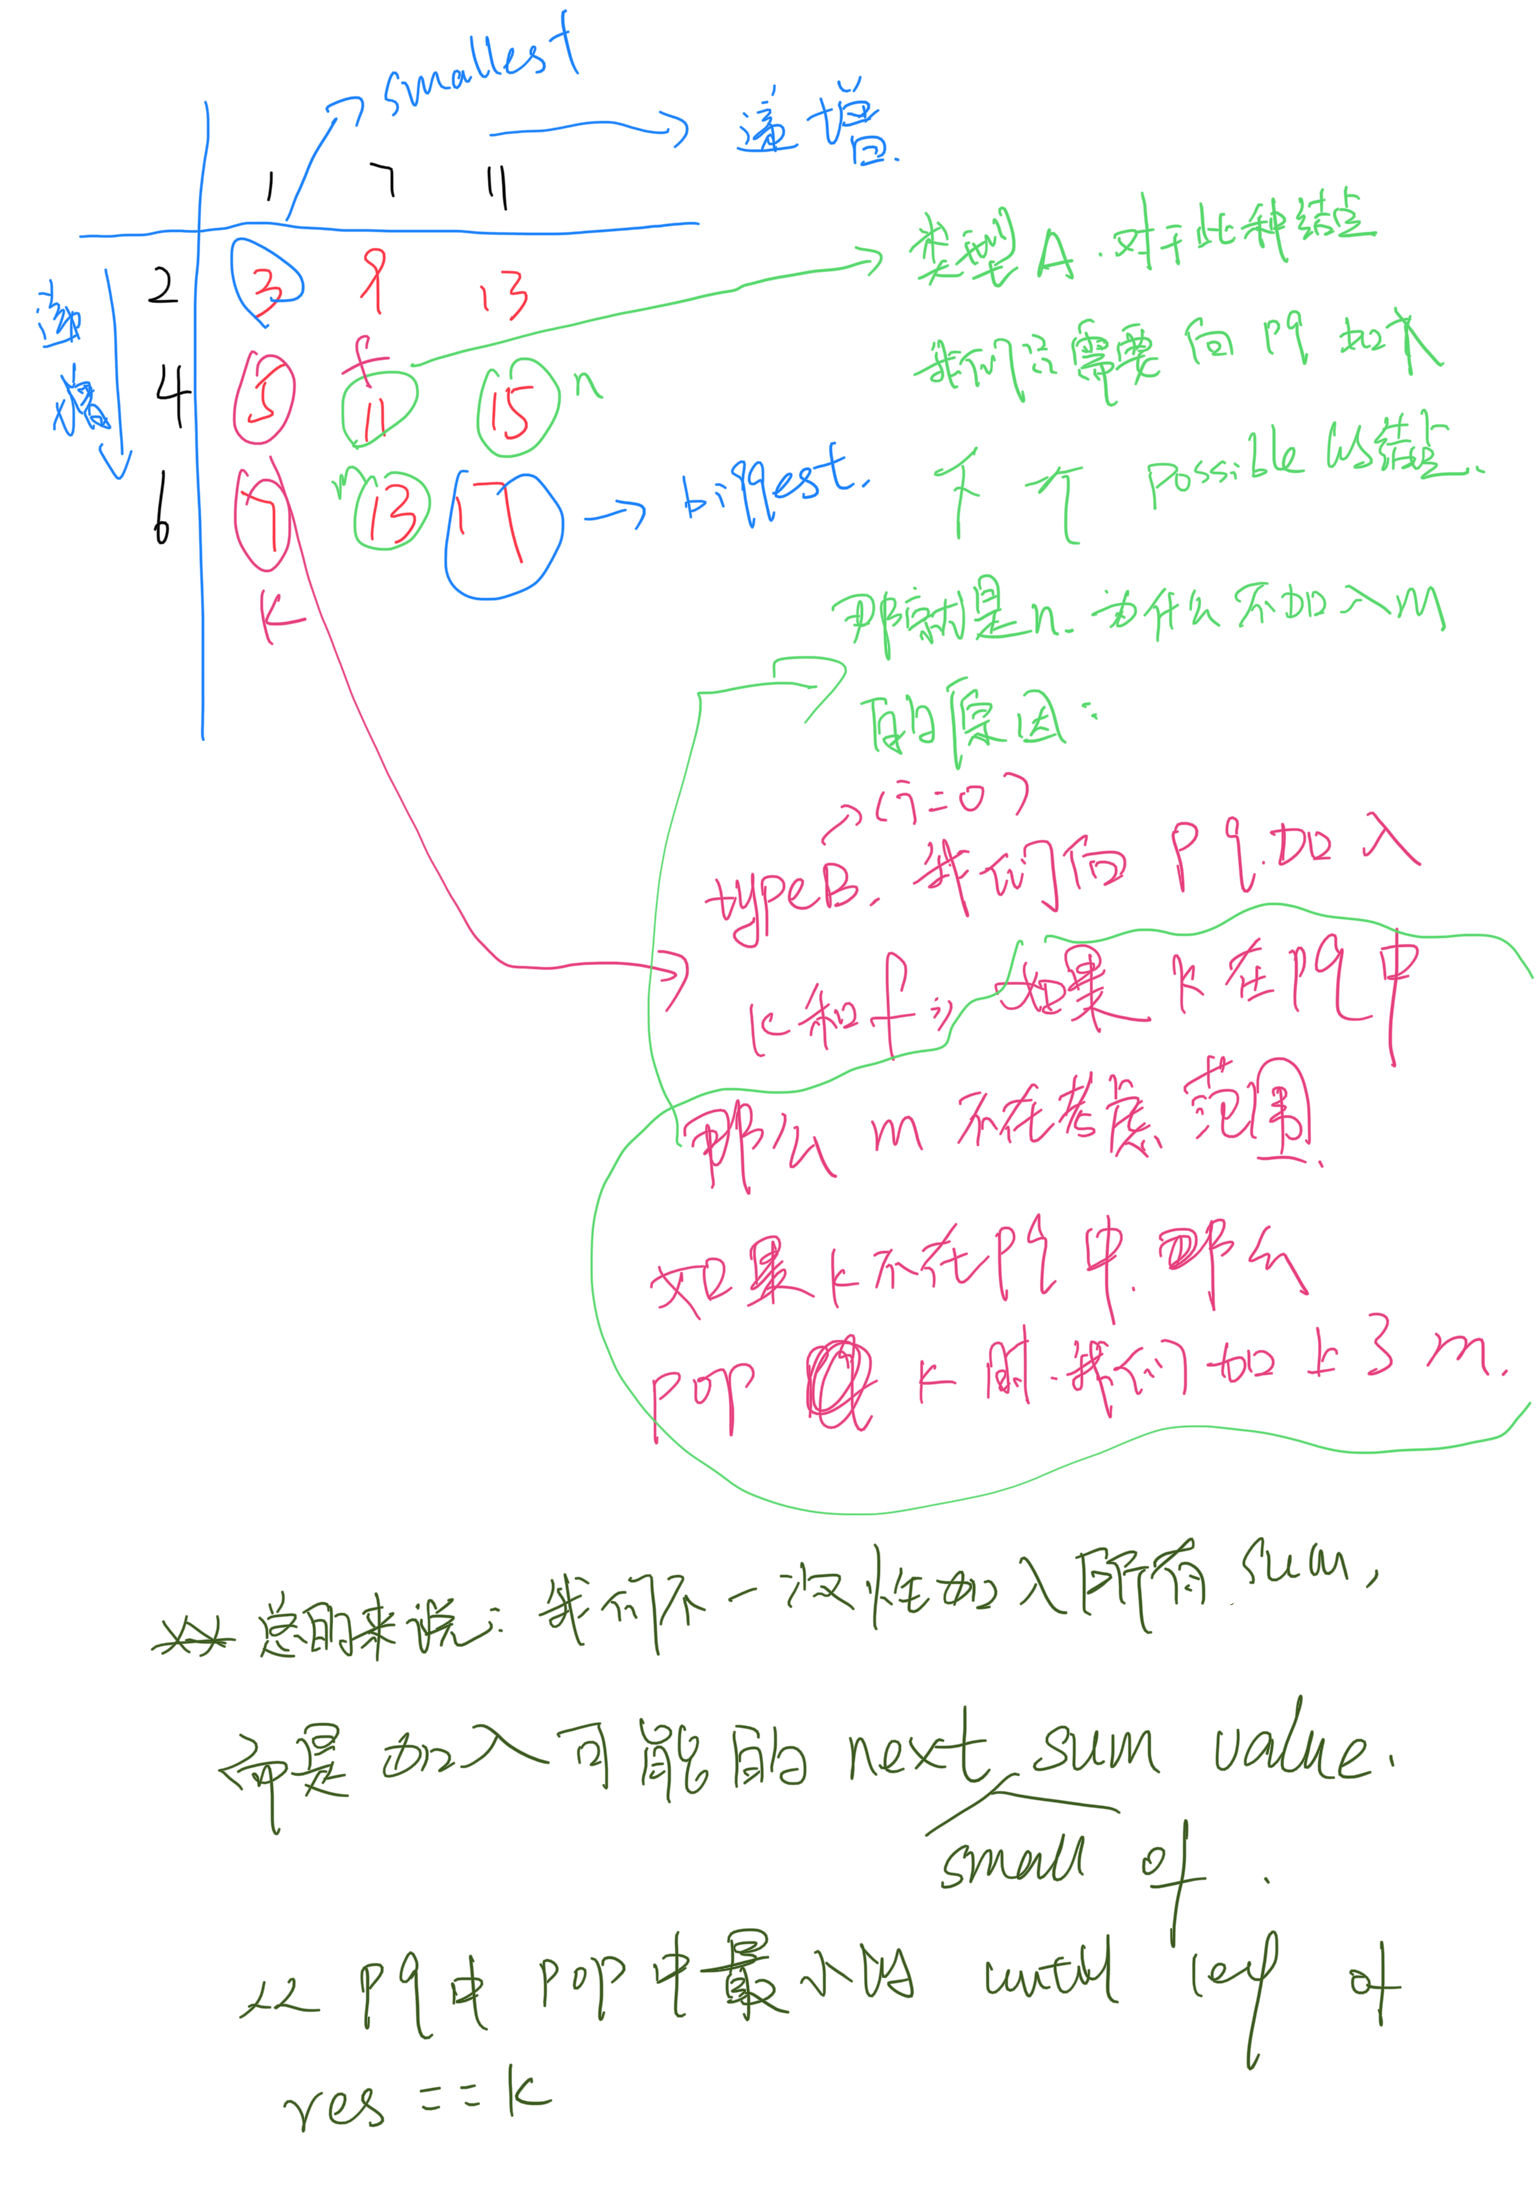 smallest
递增.
1 7 11
2 3 9 13
递增
4 5 f 11 15 n
6 7 m 13 17
biggest.
k
类型A.对于此种结点
我们只需要向pq加入
下一个 possible 的结点.
那就是n.为什么不加入m
的原因:
(i=0)
typeB.我们向pq.加入
k和f;如果k在pq中
那么m不在考虑范围.
如果k不在pq中.那么
pop k时.我们加上了m.
总的来说:我们不一次性加入所有sum,
而是加入可能的next sum value.
small of.
从pq中pop中最小的 until len of
res == k